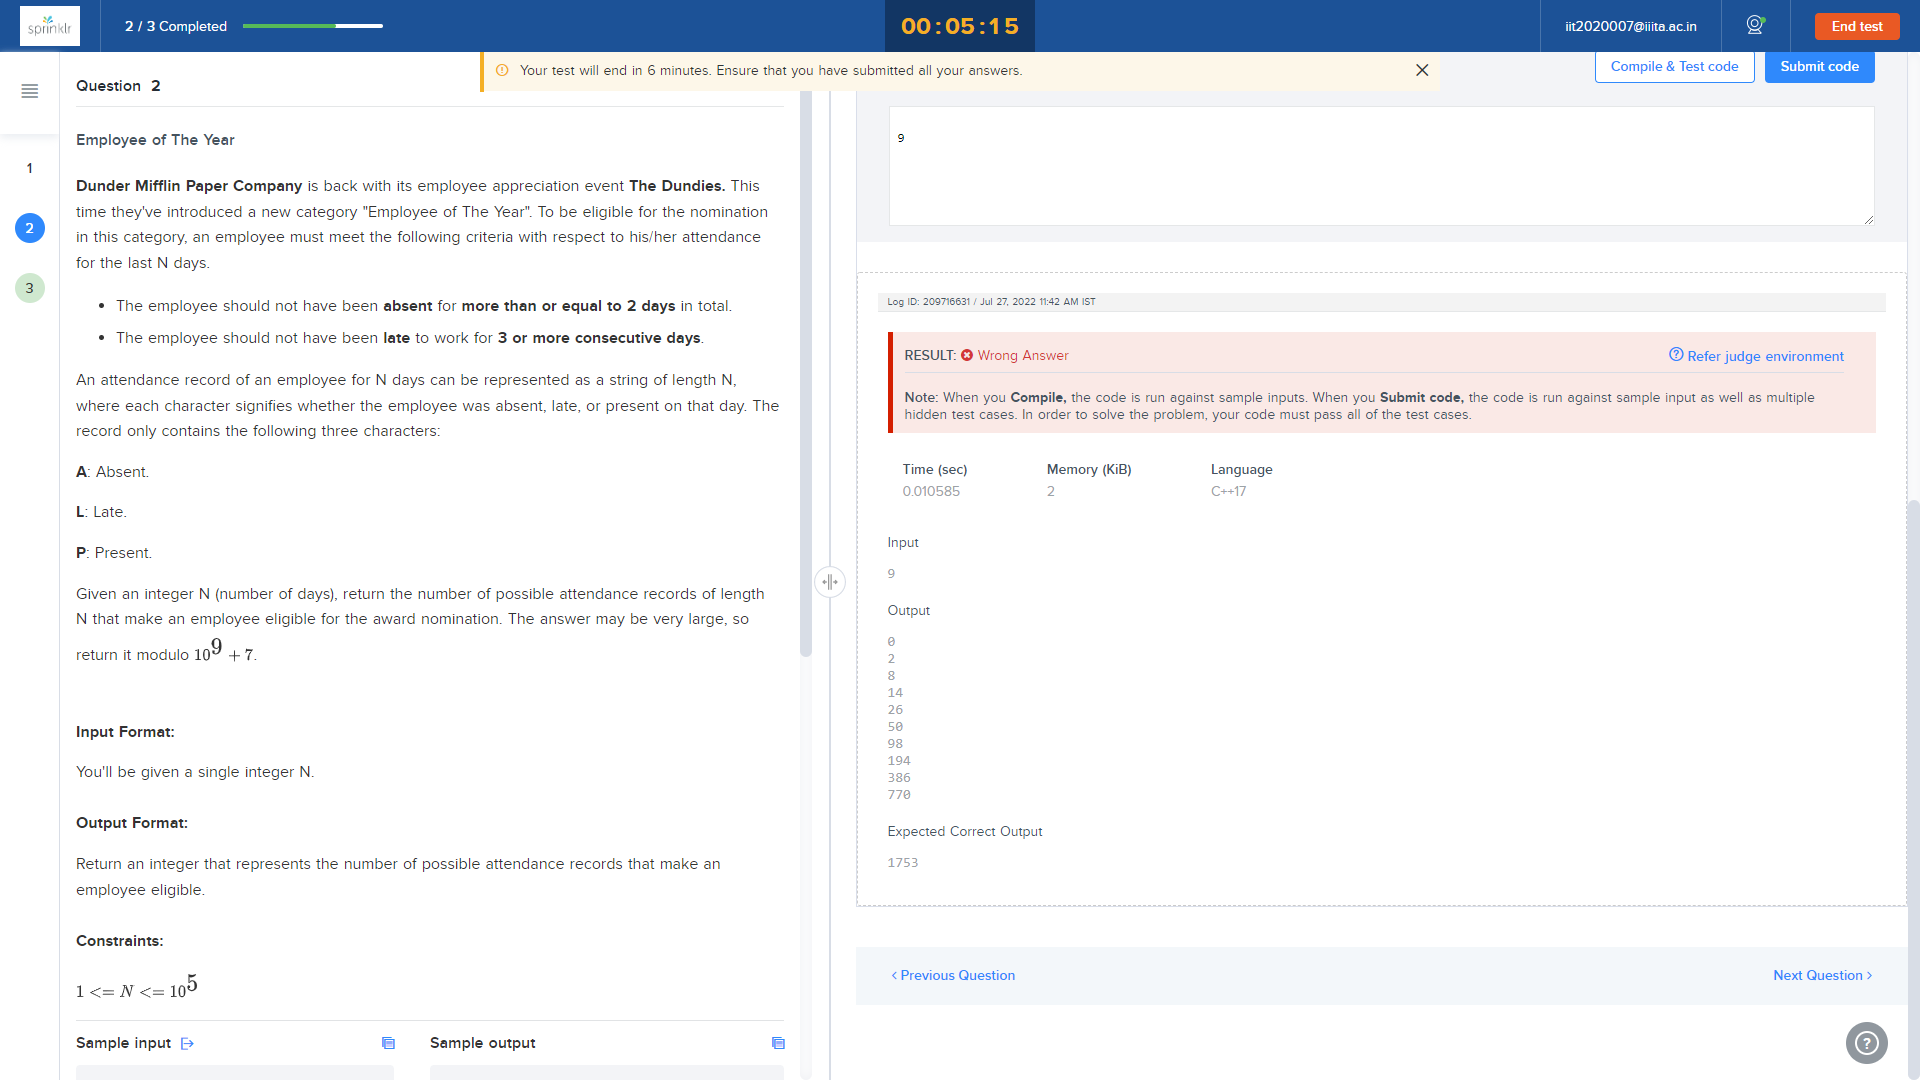 sprinklr
2 / 3 Completed
00:05:15
iit2020007@iiita.ac.in
End test
Your test will end in 6 minutes. Ensure that you have submitted all your answers.
Compile & Test code
Submit code
1
2
3
Question 2
Employee of The Year
Dunder Mifflin Paper Company is back with its employee appreciation event The Dundies. This
time they've introduced a new category "Employee of The Year". To be eligible for the nomination
in this category, an employee must meet the following criteria with respect to his/her attendance
for the last N days.
• The employee should not have been absent for more than or equal to 2 days in total.
• The employee should not have been late to work for 3 or more consecutive days.
An attendance record of an employee for N days can be represented as a string of length N,
where each character signifies whether the employee was absent, late, or present on that day. The
record only contains the following three characters:
A: Absent.
L: Late.
P: Present.
Given an integer N (number of days), return the number of possible attendance records of length
N that make an employee eligible for the award nomination. The answer may be very large, so
return it modulo 10^9 + 7.
Input Format:
You'll be given a single integer N.
Output Format:
Return an integer that represents the number of possible attendance records that make an
employee eligible.
Constraints:
1 <= N <= 10^5
Sample input
Sample output
9
Log ID: 209716631 / Jul 27, 2022 11:42 AM IST
RESULT: Wrong Answer
Refer judge environment
Note: When you Compile, the code is run against sample inputs. When you Submit code, the code is run against sample input as well as multiple
hidden test cases. In order to solve the problem, your code must pass all of the test cases.
Time (sec) Memory (KiB) Language
0.010585 2 C++17
Input
9
Output
0
2
8
14
26
50
98
194
386
770
Expected Correct Output
1753
< Previous Question
Next Question >
?